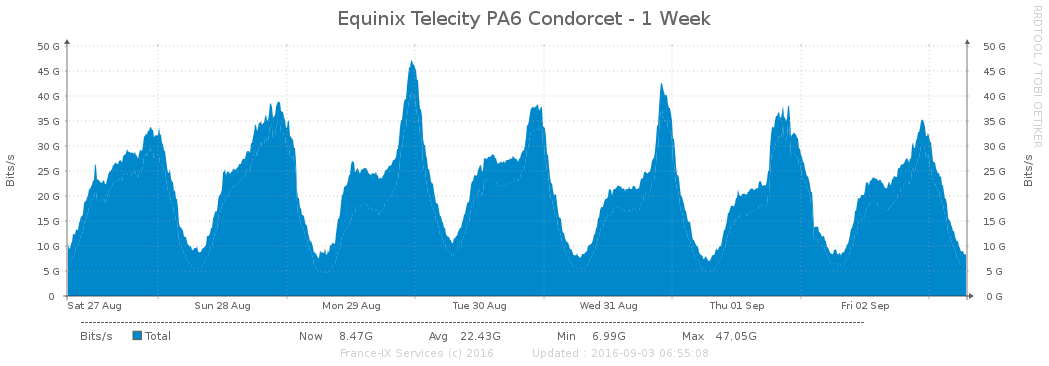 Equinix Telecity PA6 Condorcet - 1 Week
RRDTOOL / TOBI OETIKER
Bits/s
50 G
45 G
40 G
35 G
30 G
25 G
20 G
15 G
10 G
5 G
0
50 G
45 G
40 G
35 G
30 G
25 G
20 G
15 G
10 G
5 G
0 G
Bits/s
Sat 27 Aug Sun 28 Aug Mon 29 Aug Tue 30 Aug Wed 31 Aug Thu 01 Sep Fri 02 Sep
Bits/s Total Now 8.47G Avg 22.43G Min 6.99G Max 47.05G
France-IX Services (c) 2016 Updated : 2016-09-03 06:55:08